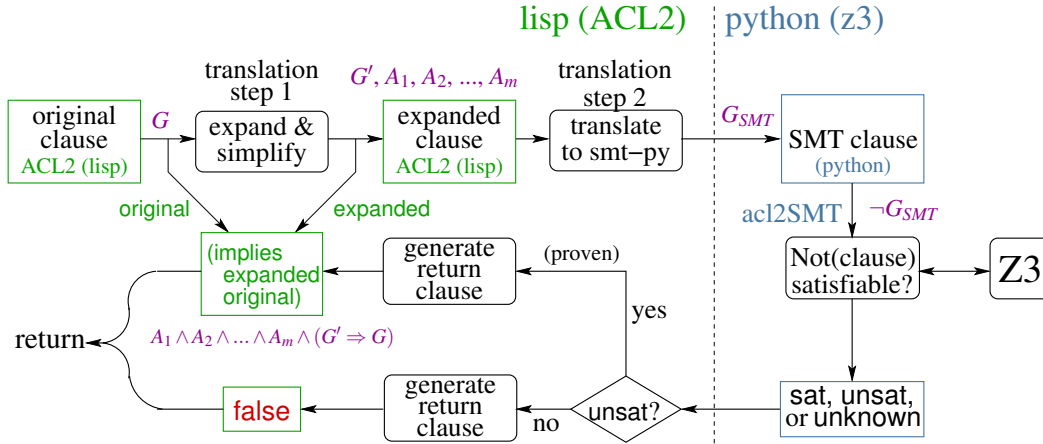 lisp (ACL2)
python (z3)
translation
step 1
G′, A1, A2, ..., Am
translation
step 2
original
clause
ACL2 (lisp)
G
expand &
simplify
expanded
clause
ACL2 (lisp)
translate
to smt−py
GSMT
SMT clause
(python)
original
expanded
acl2SMT
¬GSMT
(implies
expanded
original)
generate
return
clause
(proven)
Not(clause)
satisfiable?
Z3
yes
return
A1 ∧ A2 ∧ ... ∧ Am ∧ (G′ ⇒ G)
false
generate
return
clause
no
unsat?
sat, unsat,
or unknown